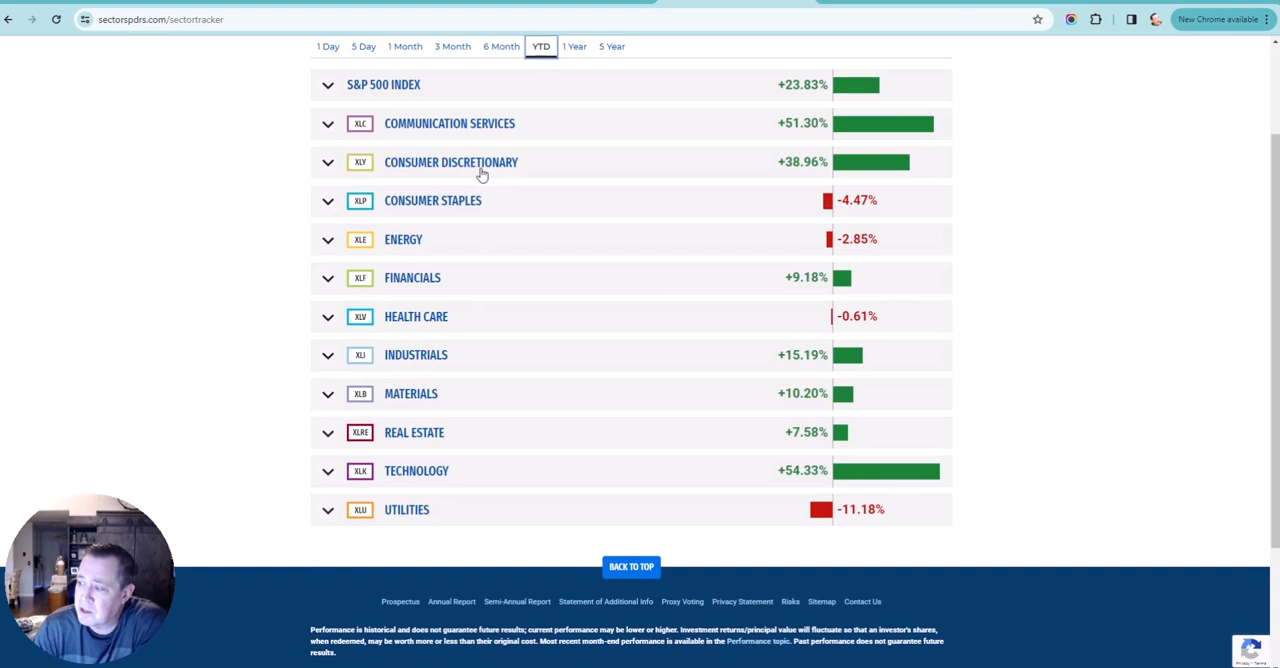 sectorspdrs.com/sectortracker
New Chrome available
1 Day 5 Day 1 Month 3 Month 6 Month YTD 1 Year 5 Year
S&P 500 INDEX +23.83%
XLC COMMUNICATION SERVICES +51.30%
XLY CONSUMER DISCRETIONARY +38.96%
XLP CONSUMER STAPLES -4.47%
XLE ENERGY -2.85%
XLF FINANCIALS +9.18%
XLV HEALTH CARE -0.61%
XLI INDUSTRIALS +15.19%
XLB MATERIALS +10.20%
XLRE REAL ESTATE +7.58%
XLK TECHNOLOGY +54.33%
XLU UTILITIES -11.18%
BACK TO TOP
Prospectus Annual Report Semi-Annual Report Statement of Additional Info Proxy Voting Privacy Statement Risks Sitemap Contact Us
Performance is historical and does not guarantee future results; current performance may be lower or higher. Investment returns/principal value will fluctuate so that an investor's shares,
when redeemed, may be worth more or less than their original cost. Most recent month-end performance is available in the Performance topic. Past performance does not guarantee future
results.
Privacy - Terms